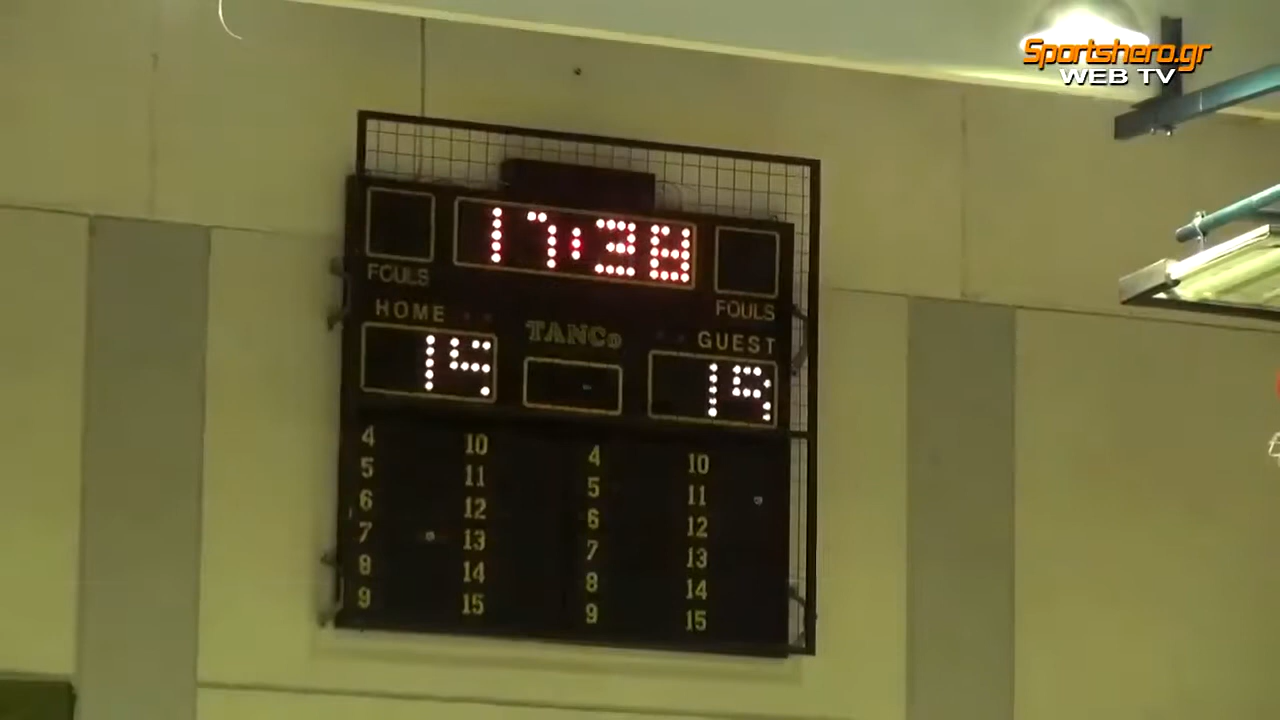 Sportshero.gr
WEB TV
17:38
FOULS
FOULS
HOME
TANCo
GUEST
15
19
4 10 4 10
5 11 5 11
6 12 6 12
7 13 7 13
8 14 8 14
9 15 9 15